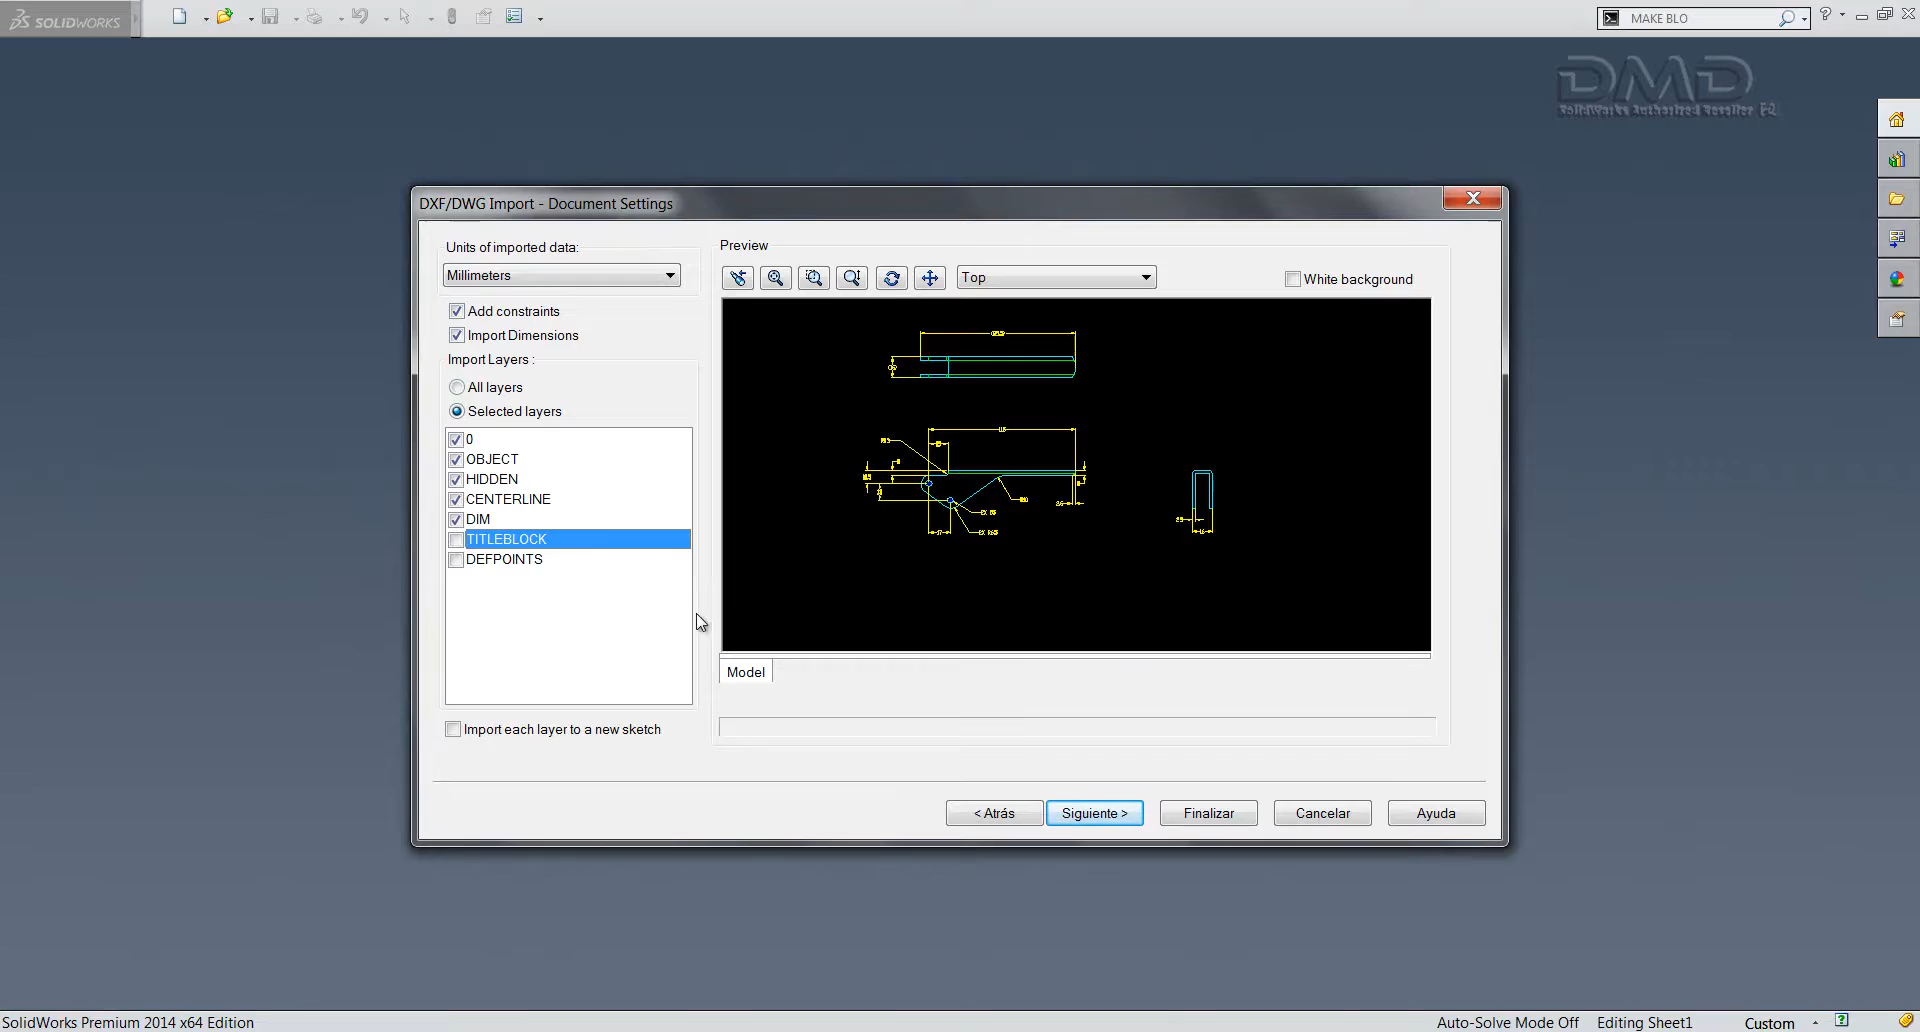 SOLIDWORKS
MAKE BLO
DMD
SolidWorks Authorized Reseller
DXF/DWG Import - Document Settings
Units of imported data:
Millimeters
Add constraints
Import Dimensions
Import Layers :
All layers
Selected layers
0
OBJECT
HIDDEN
CENTERLINE
DIM
TITLEBLOCK
DEFPOINTS
Import each layer to a new sketch
Preview
Top
White background
Model
< Atrás
Siguiente >
Finalizar
Cancelar
Ayuda
SolidWorks Premium 2014 x64 Edition
Auto-Solve Mode Off
Editing Sheet1
Custom